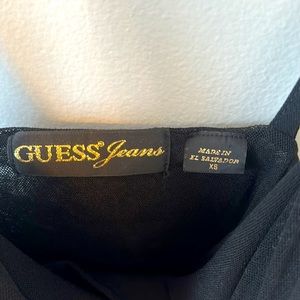 GUESS® Jeans
MADE IN
EL SALVADOR
XS